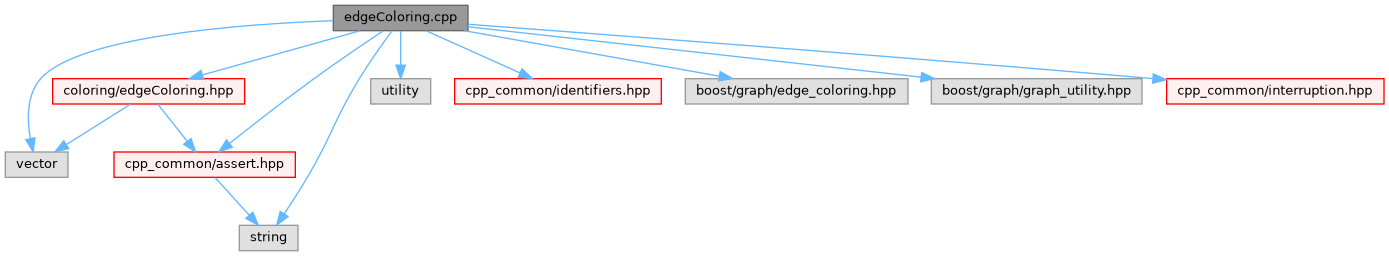 edgeColoring.cpp
coloring/edgeColoring.hpp
utility
cpp_common/identifiers.hpp
boost/graph/edge_coloring.hpp
boost/graph/graph_utility.hpp
cpp_common/interruption.hpp
vector
cpp_common/assert.hpp
string